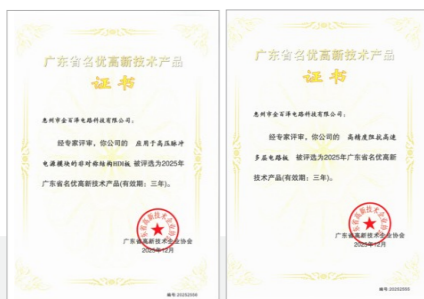 广东省名优高新技术产品
证书
惠州市金百泽电路科技有限公司:
经专家评审,你公司的 应用于高压脉冲
电源模块的非对称结构HDI板 被评选为2025年
广东省名优高新技术产品(有效期:三年)。
广东省高新技术企业协会
2025年12月
广东省名优高新技术产品
证书
惠州市金百泽电路科技有限公司:
经专家评审,你公司的 高精度阻抗高速
多层电路板 被评选为2025年广东省名优高新
技术产品(有效期:三年)。
广东省高新技术企业协会
2025年12月